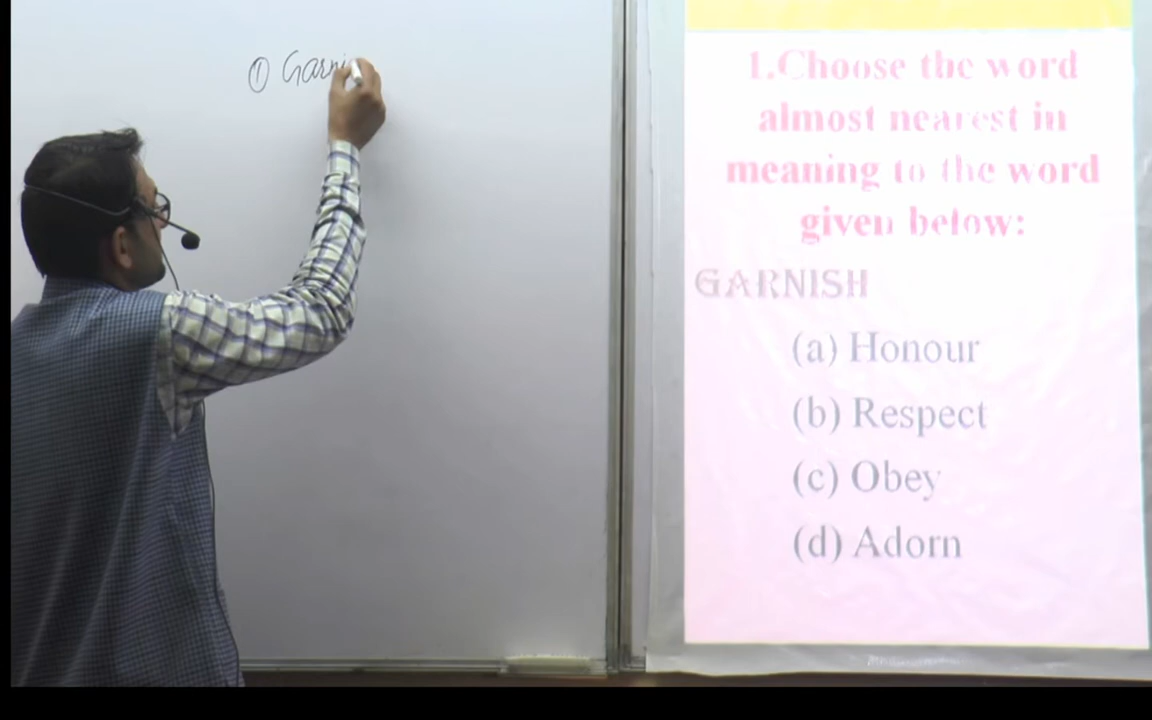 ① Garni
1.Choose the word
almost nearest in
meaning to the word
given below:
GARNISH
(a) Honour
(b) Respect
(c) Obey
(d) Adorn